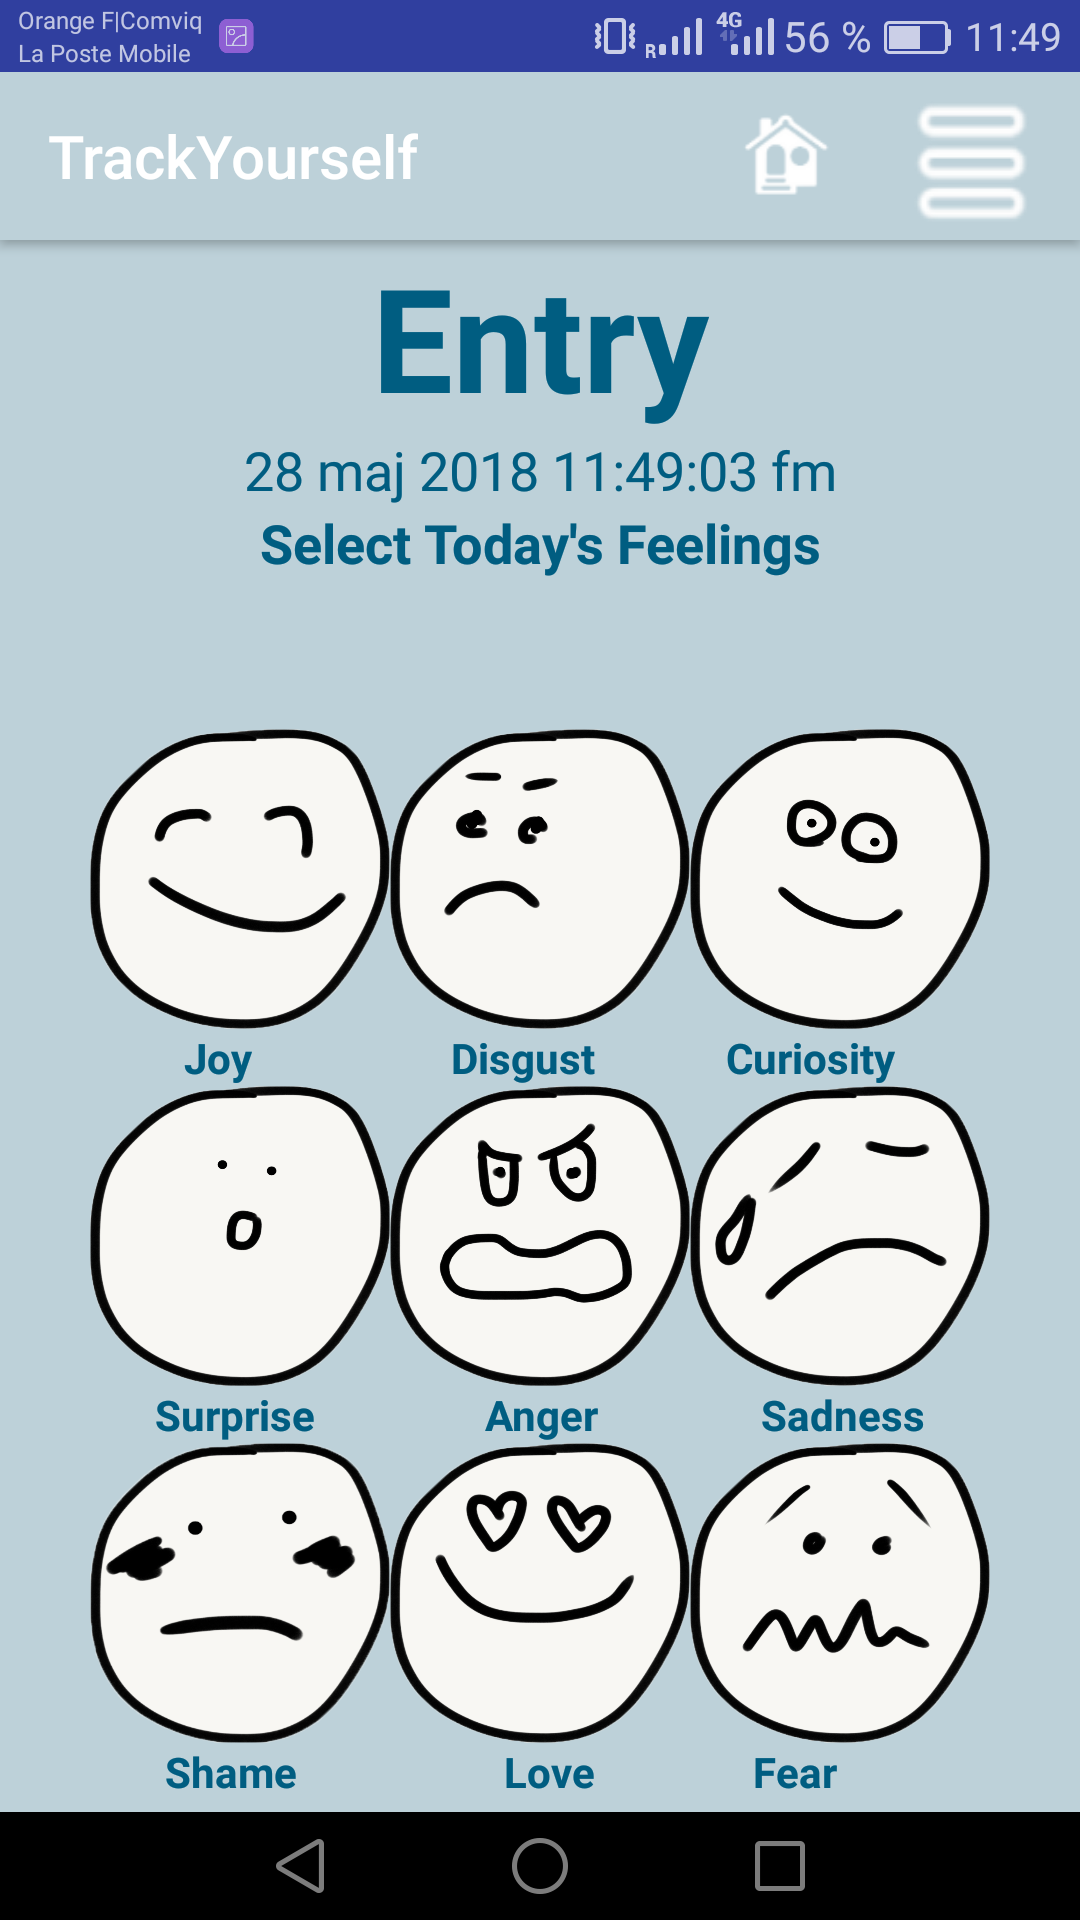 Orange F|Comviq
La Poste Mobile
R 4G 56 % 11:49
TrackYourself
Entry
28 maj 2018 11:49:03 fm
Select Today's Feelings
Joy Disgust Curiosity
Surprise Anger Sadness
Shame Love Fear